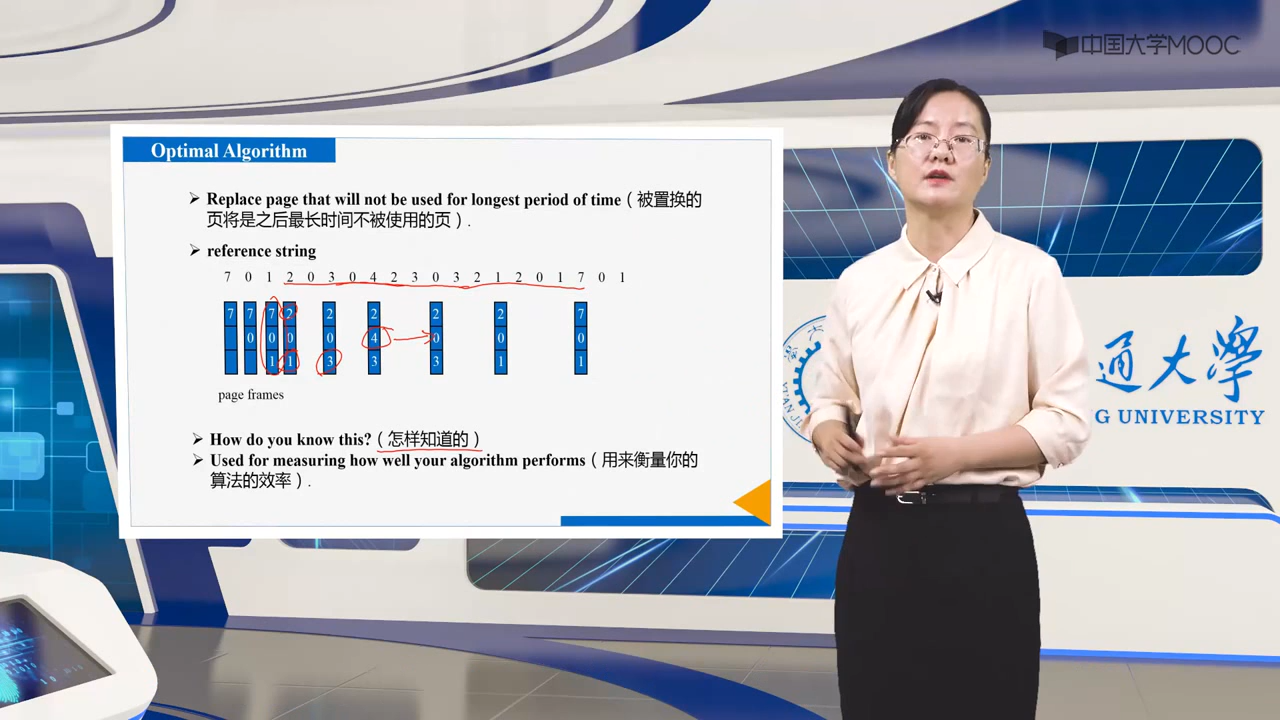 中国大学MOOC
Optimal Algorithm
➢ Replace page that will not be used for longest period of time（被置换的
页将是之后最长时间不被使用的页）.
➢ reference string
7 0 1 2 0 3 0 4 2 3 0 3 2 1 2 0 1 7 0 1
7 7 7 2 2 2 2 2 7
0 0 0 0 4 0 0 0
1 1 3 3 3 1 1
page frames
➢ How do you know this?（怎样知道的）
➢ Used for measuring how well your algorithm performs（用来衡量你的
算法的效率）.
通大学
G UNIVERSITY